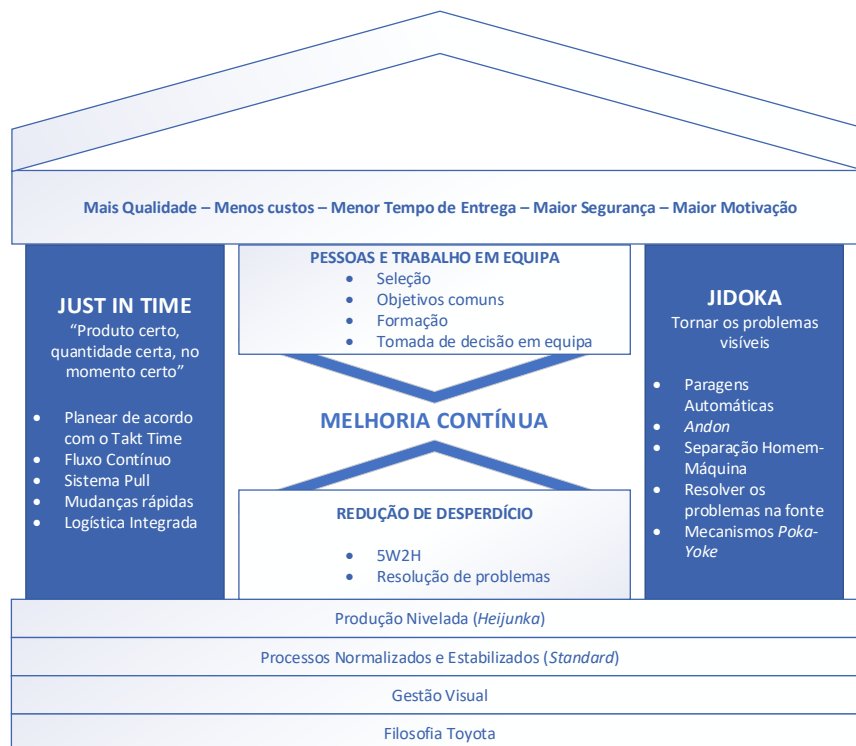 Mais Qualidade – Menos custos – Menor Tempo de Entrega – Maior Segurança – Maior Motivação
JUST IN TIME
“Produto certo,
quantidade certa, no
momento certo”
• Planear de acordo
com o Takt Time
• Fluxo Contínuo
• Sistema Pull
• Mudanças rápidas
• Logística Integrada
PESSOAS E TRABALHO EM EQUIPA
• Seleção
• Objetivos comuns
• Formação
• Tomada de decisão em equipa
MELHORIA CONTÍNUA
REDUÇÃO DE DESPERDÍCIO
• 5W2H
• Resolução de problemas
JIDOKA
Tornar os problemas
visíveis
• Paragens
Automáticas
• Andon
• Separação Homem-
Máquina
• Resolver os
problemas na fonte
• Mecanismos Poka-
Yoke
Produção Nivelada (Heijunka)
Processos Normalizados e Estabilizados (Standard)
Gestão Visual
Filosofia Toyota